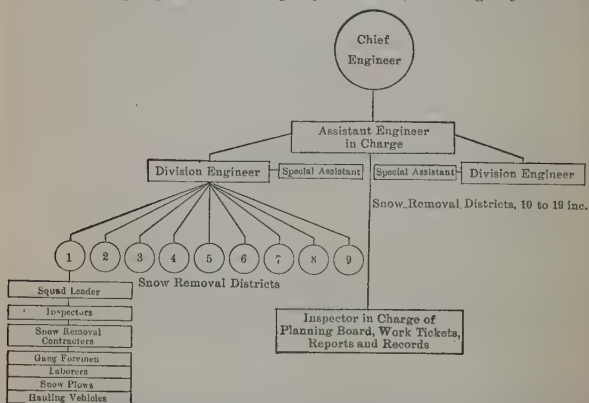 Chief
Engineer
Assistant Engineer
in Charge
Division Engineer
Special Assistant
Special Assistant
Division Engineer
Snow Removal Districts, 10 to 19 inc.
1 2 3 4 5 6 7 8 9
Snow Removal Districts
Squad Leader
Inspectors
Snow Removal
Contractors
Gang Foremen
Laborers
Snow Plows
Hauling Vehicles
Inspector in Charge of
Planning Board, Work Tickets,
Reports and Records